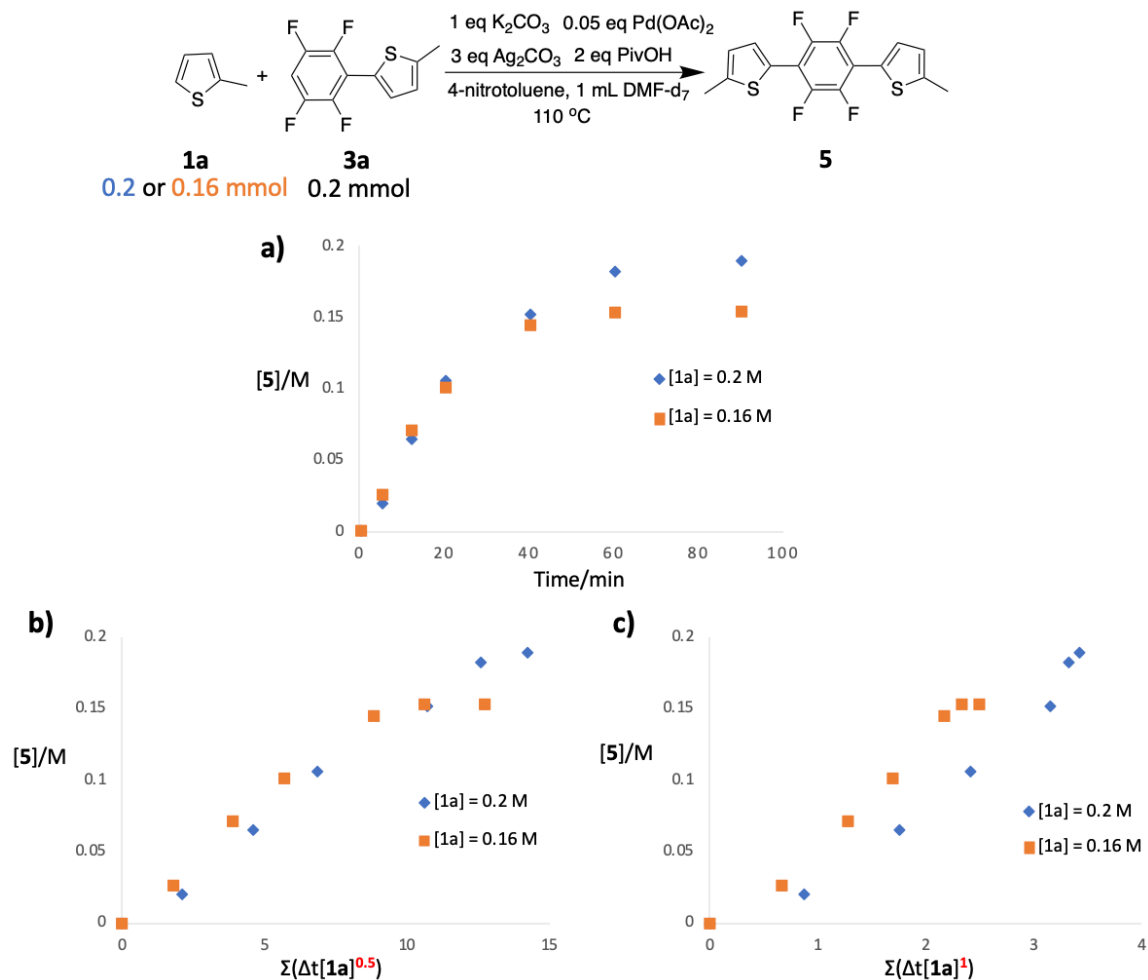 1 eq K₂CO₃ 0.05 eq Pd(OAc)₂
3 eq Ag₂CO₃ 2 eq PivOH
4-nitrotoluene, 1 mL DMF-d₇
110 °C
S
+
F F
F F
S
F F
F F
S S
1a 3a 5
0.2 or 0.16 mmol 0.2 mmol
a)
0.2
0.15
0.1
0.05
0
[5]/M
[1a] = 0.2 M
[1a] = 0.16 M
0 20 40 60 80 100
Time/min
b)
0.2
0.15
0.1
0.05
0
[5]/M
[1a] = 0.2 M
[1a] = 0.16 M
0 5 10 15
Σ(Δt[1a]^0.5)
c)
0.2
0.15
0.1
0.05
0
[5]/M
[1a] = 0.2 M
[1a] = 0.16 M
0 1 2 3 4
Σ(Δt[1a]^1)